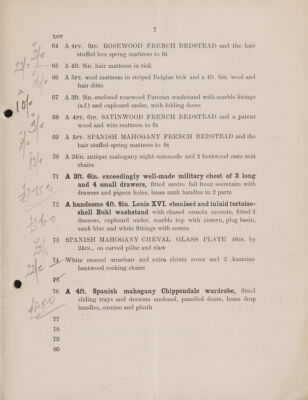 7
LOT
64 A 4FT. 9IN. ROSEWOOD FRENCH BEDSTEAD and the hair
stuffed box spring mattress to fit
65 A 4ft. 9in. hair mattress in tick
66 A 5ft. wool mattress in striped Belgian tick and a 4ft. 6in. wool and
hair ditto
67 A 3ft. 9in. enclosed rosewood Parisian washstand with marble linings
(a.f.) and cupboard under, with folding doors
68 A 4FT. 6IN. SATINWOOD FRENCH BEDSTEAD and a patent
wood and wire mattress to fit
69 A 5FT. SPANISH MAHOGANY FRENCH BEDSTEAD and the
hair stuffed spring mattress to fit
70 A 24in. antique mahogany night commode and 2 bentwood cane seat
chairs
71 A 3ft. 6in. exceedingly well-made military chest of 3 long
and 4 small drawers, fitted centre fall front secretaire with
drawers and pigeon holes, brass sunk handles in 2 parts
72 A handsome 4ft. 8in. Louis XVI. ebonised and inlaid tortoise-
shell Buhl washstand with chased ormolu mounts, fitted 2
drawers, cupboard under, marble top with cistern, plug basin,
sunk blue and white fittings with covers
73 SPANISH MAHOGANY CHEVAL GLASS PLATE 48IN. by
24IN., on carved pillar and claw
74 White enamel armchair and extra chintz cover and 2 Austrian
bentwood rocking chairs
75
76 A 4ft. Spanish mahogany Chippendale wardrobe, fitted
sliding trays and drawers enclosed, panelled doors, brass drop
handles, cornice and plinth
77
78
79
80